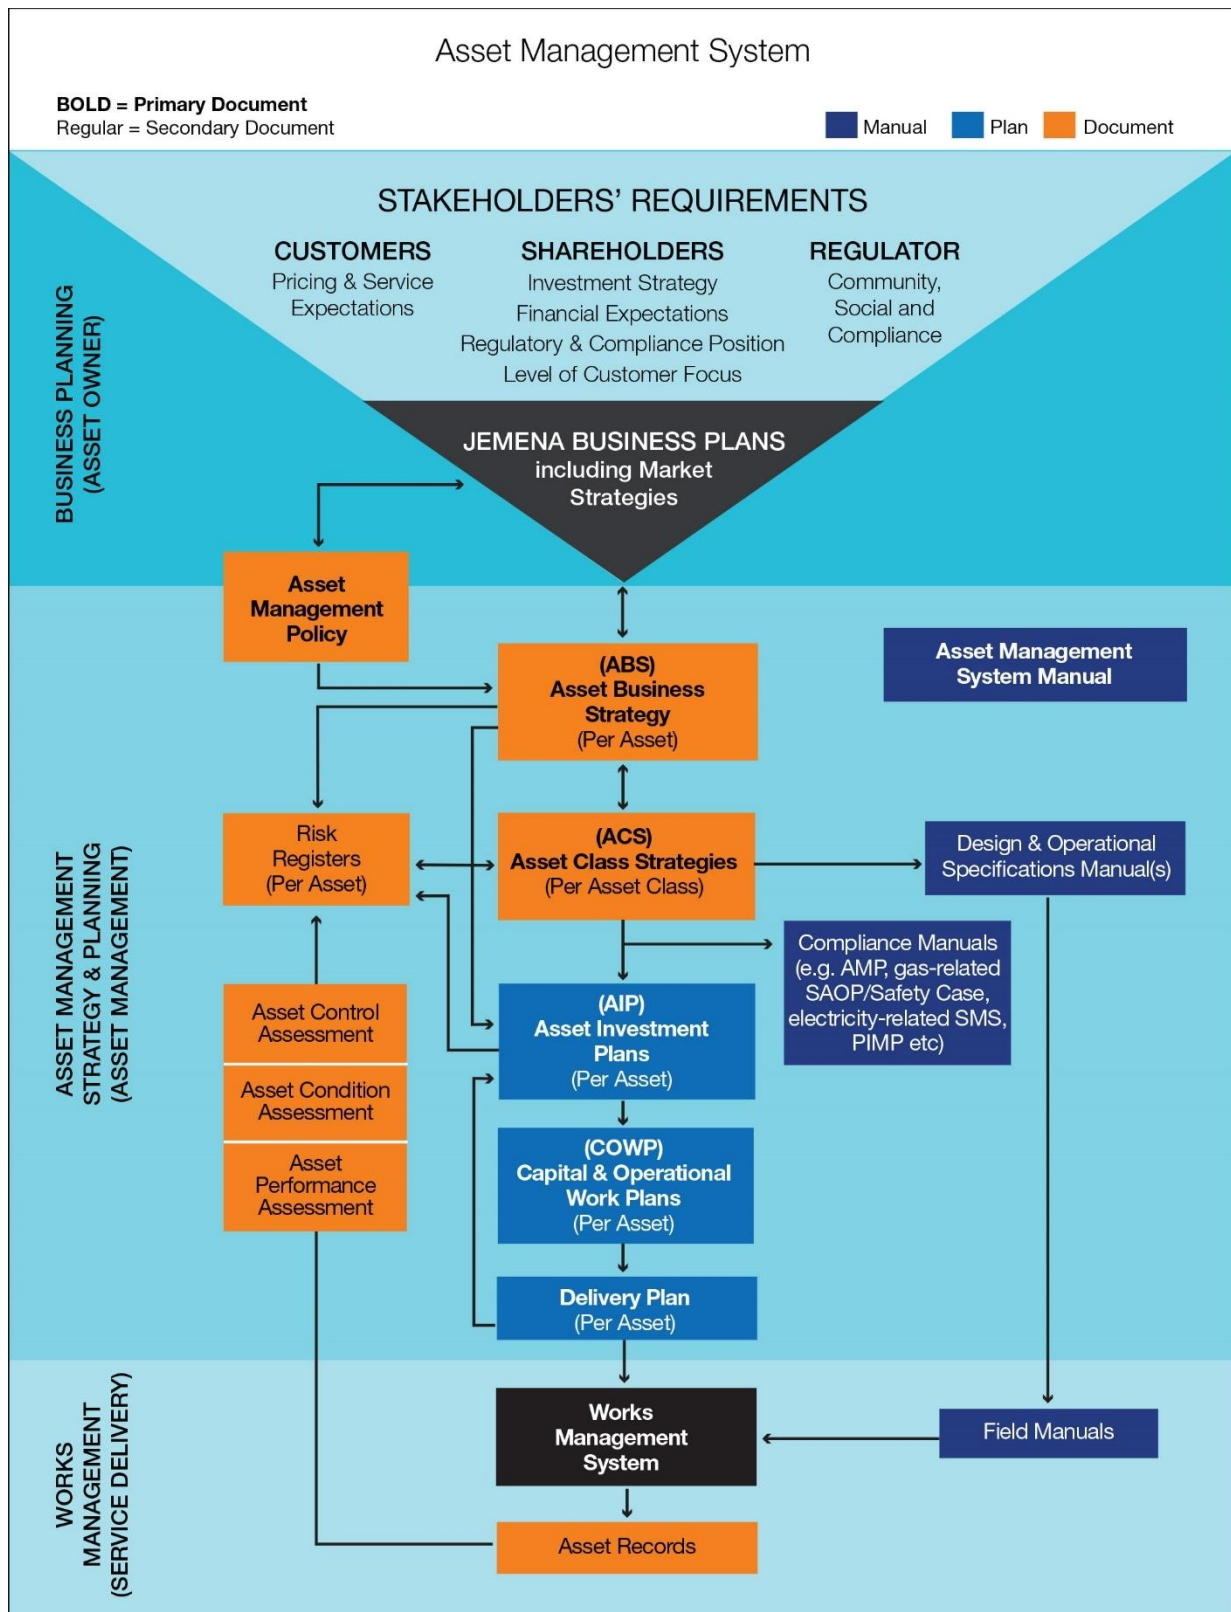 Asset Management System
BOLD = Primary Document
Regular = Secondary Document
Manual
Plan
Document
STAKEHOLDERS' REQUIREMENTS
CUSTOMERS
Pricing & Service
Expectations
SHAREHOLDERS
Investment Strategy
Financial Expectations
Regulatory & Compliance Position
Level of Customer Focus
REGULATOR
Community,
Social and
Compliance
BUSINESS PLANNING
(ASSET OWNER)
JEMENA BUSINESS PLANS
including Market
Strategies
Asset
Management
Policy
(ABS)
Asset Business
Strategy
(Per Asset)
Asset Management
System Manual
ASSET MANAGEMENT
STRATEGY & PLANNING
(ASSET MANAGEMENT)
Risk
Registers
(Per Asset)
(ACS)
Asset Class Strategies
(Per Asset Class)
Design & Operational
Specifications Manual(s)
Compliance Manuals
(e.g. AMP, gas-related
SAOP/Safety Case,
electricity-related SMS,
PIMP etc)
Asset Control
Assessment
Asset Condition
Assessment
Asset
Performance
Assessment
(AIP)
Asset Investment
Plans
(Per Asset)
(COWP)
Capital & Operational
Work Plans
(Per Asset)
Delivery Plan
(Per Asset)
WORKS
MANAGEMENT
(SERVICE DELIVERY)
Works
Management
System
Field Manuals
Asset Records